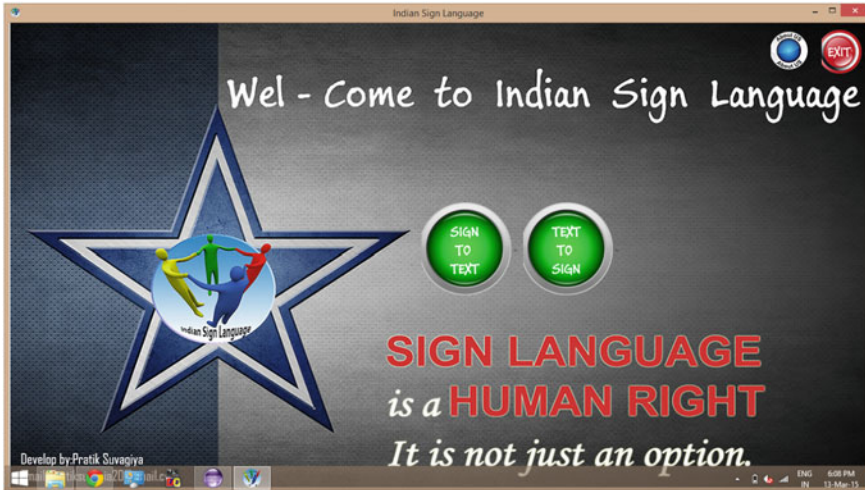 Indian Sign Language
About Us
About Us
EXIT
Wel - Come to Indian Sign Language
SIGN
TO
TEXT
TEXT
TO
SIGN
Indian Sign Language
SIGN LANGUAGE
is a HUMAN RIGHT
It is not just an option.
Develop by:Pratik Suvagiya
ENG
IN
6:08 PM
13-Mar-15